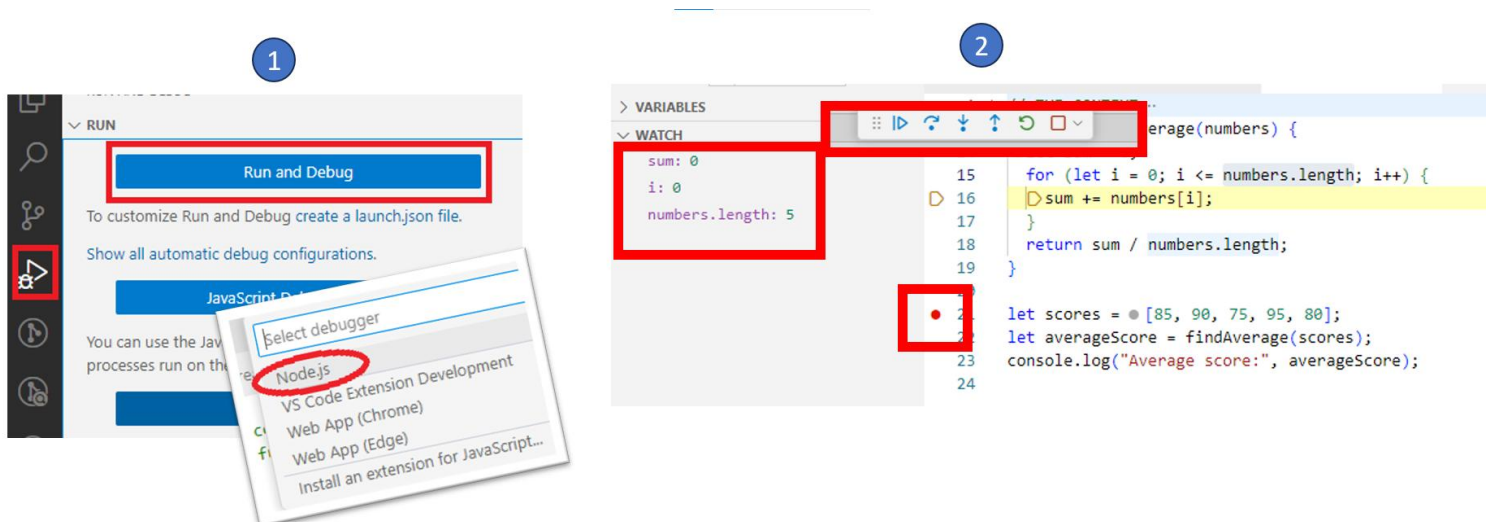 1
RUN
Run and Debug
To customize Run and Debug create a launch.json file.
Show all automatic debug configurations.
JavaScript
You can use the
processes run on
Select debugger
Node.js
VS Code Extension Development
Web App (Chrome)
Web App (Edge)
Install an extension for JavaScript...
2
VARIABLES
WATCH
sum: 0
i: 0
numbers.length: 5
(numbers) {
15 for (let i = 0; i <= numbers.length; i++) {
16 sum += numbers[i];
17 }
18 return sum / numbers.length;
19 }
21 let scores = [85, 90, 75, 95, 80];
22 let averageScore = findAverage(scores);
23 console.log("Average score:", averageScore);
24